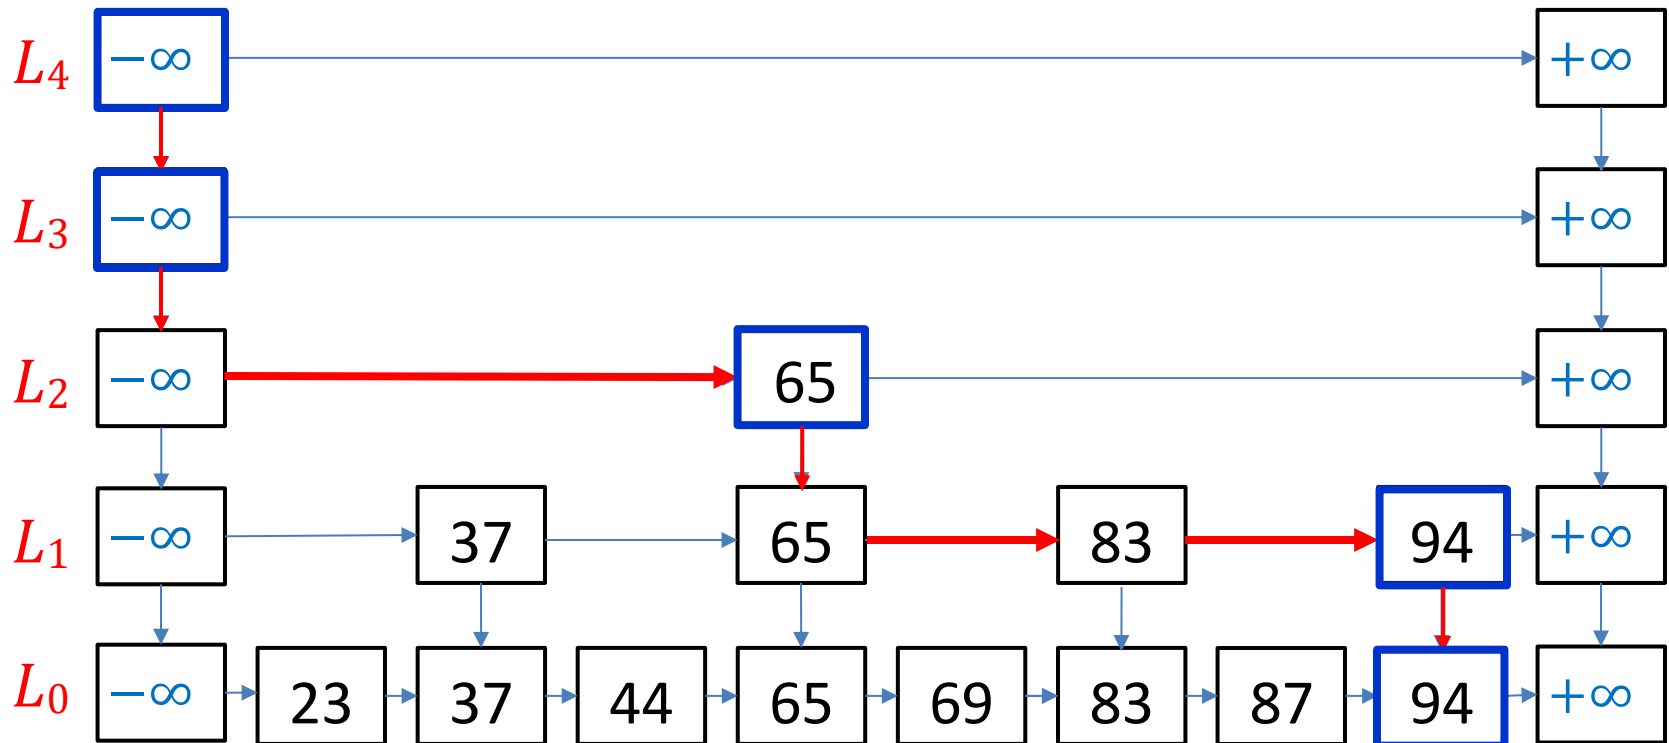 L₄ −∞ +∞
L₃ −∞ +∞
L₂ −∞ 65 +∞
L₁ −∞ 37 65 83 94 +∞
L₀ −∞ 23 37 44 65 69 83 87 94 +∞